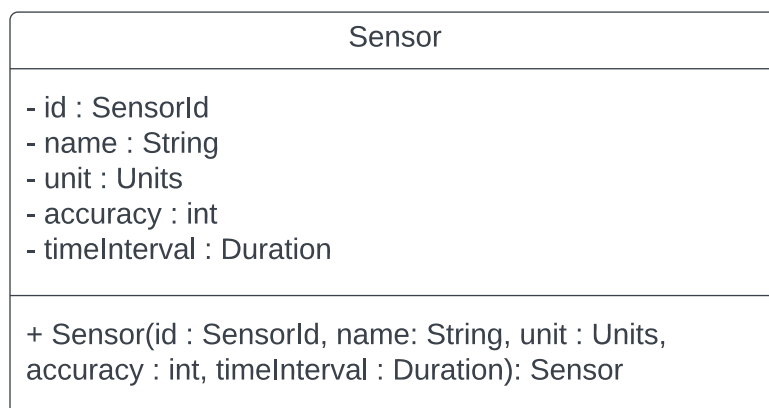 Sensor
- id : SensorId
- name : String
- unit : Units
- accuracy : int
- timeInterval : Duration
+ Sensor(id : SensorId, name: String, unit : Units,
accuracy : int, timeInterval : Duration): Sensor